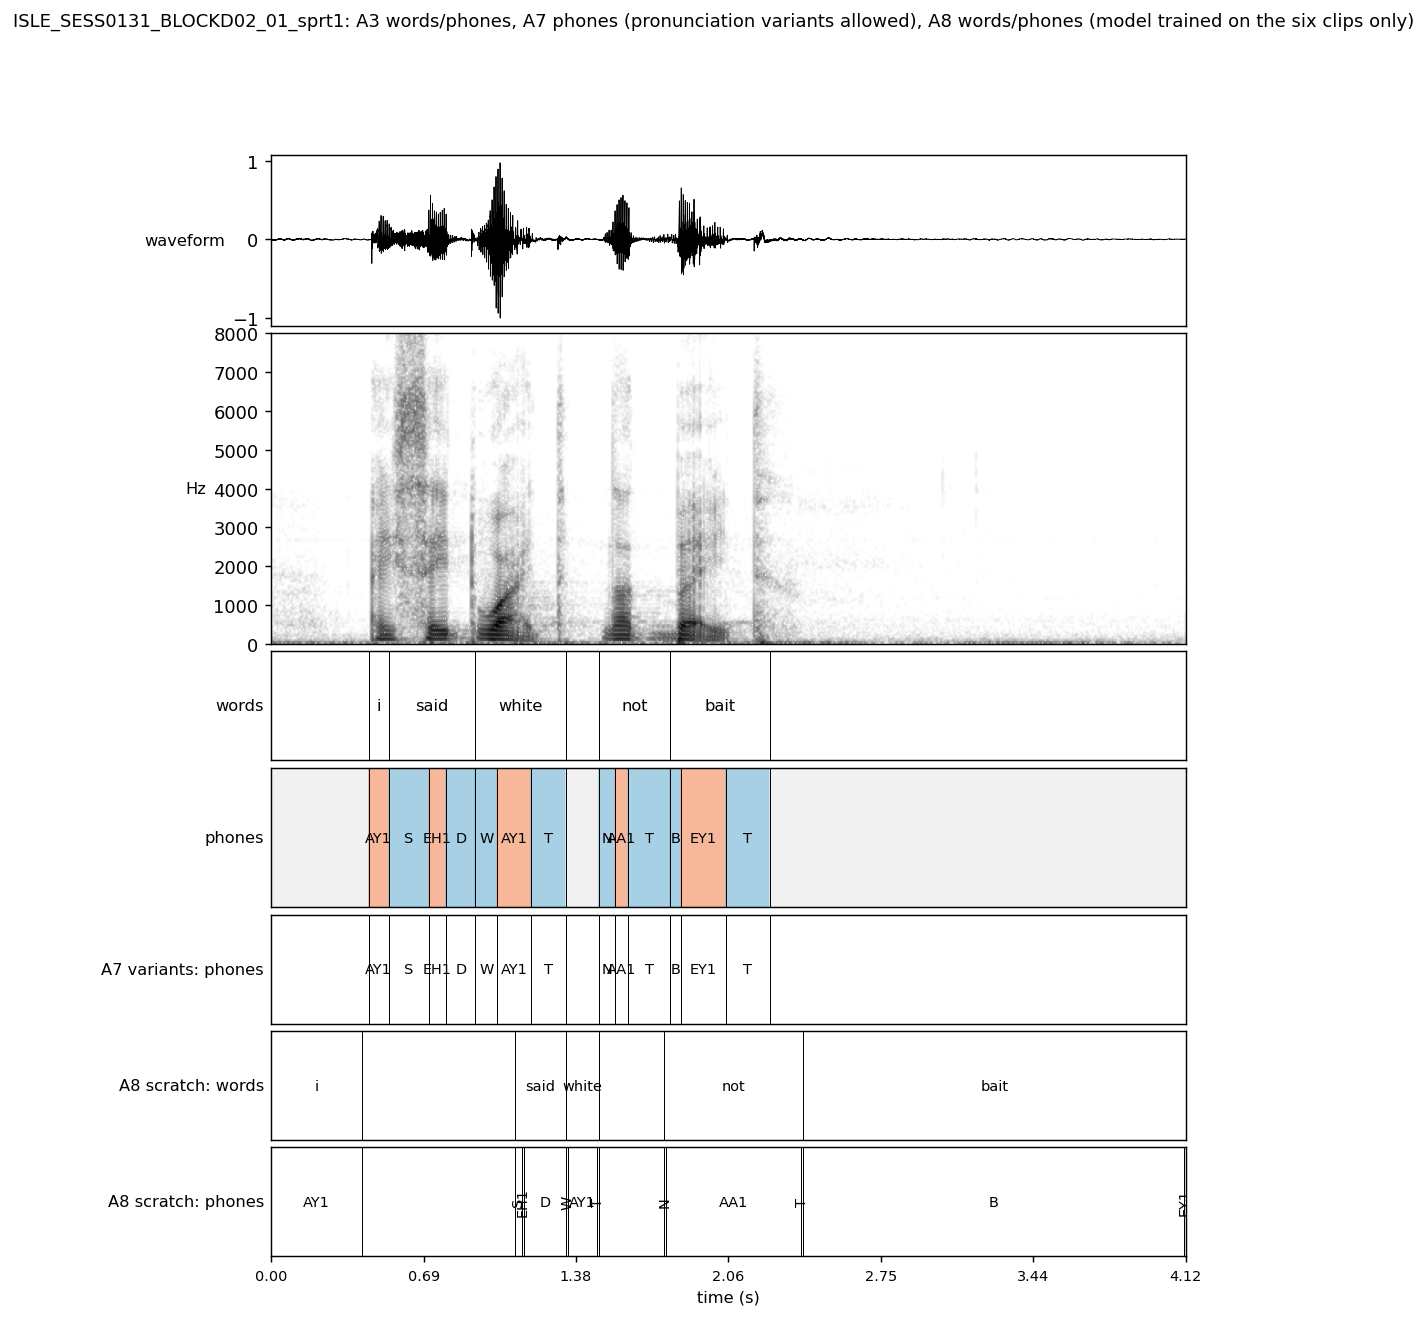 ISLE_SESS0131_BLOCKD02_01_sprt1: A3 words/phones, A7 phones (pronunciation variants allowed), A8 words/phones (model trained on the six clips only)
1
waveform 0
−1
8000
7000
6000
5000
Hz 4000
3000
2000
1000
0
words i said white not bait
phones AY1 S EH1 D W AY1 T N AA1 T B EY1 T
A7 variants: phones AY1 S EH1 D W AY1 T N AA1 T B EY1 T
A8 scratch: words i said white not bait
A8 scratch: phones AY1 S EH1 D W AY1 T N AA1 T B EY1
0.00 0.69 1.38 2.06 2.75 3.44 4.12
time (s)